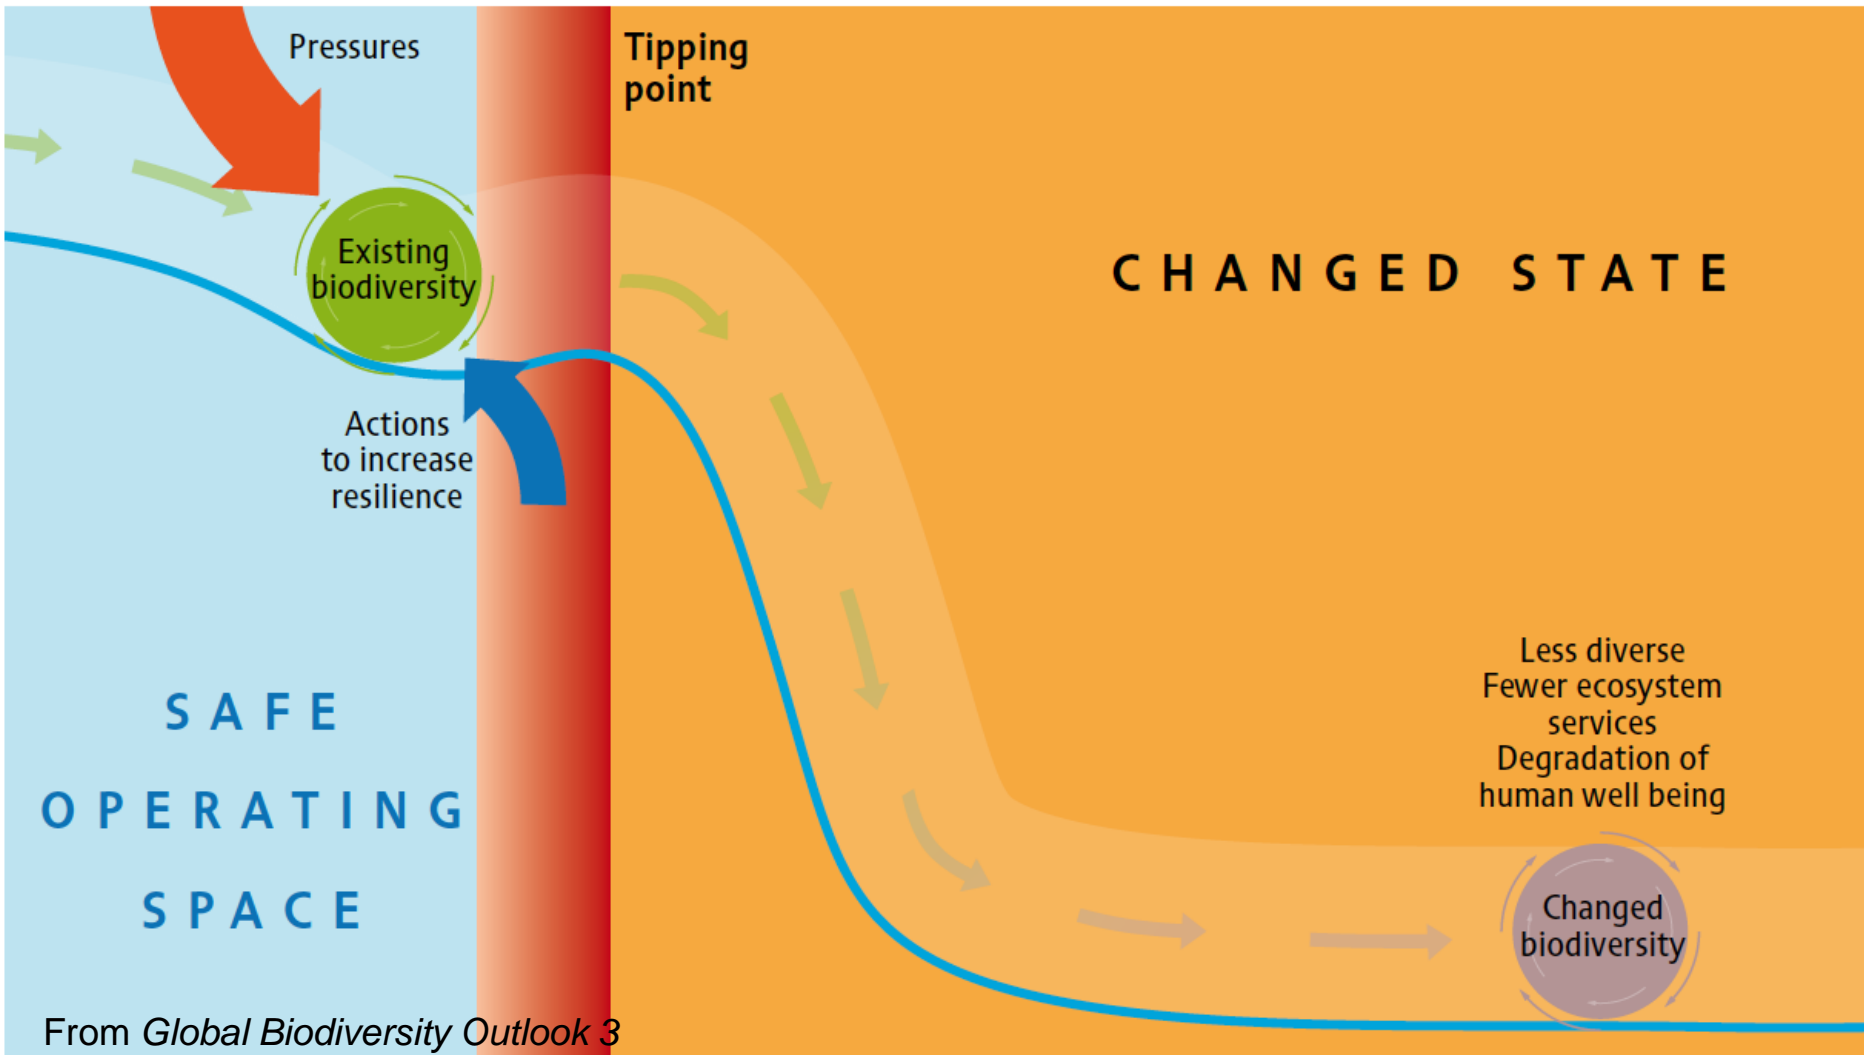 Pressures
Tipping
point
Existing
biodiversity
CHANGED STATE
Actions
to increase
resilience
SAFE
OPERATING
SPACE
Less diverse
Fewer ecosystem
services
Degradation of
human well being
Changed
biodiversity
From Global Biodiversity Outlook 3